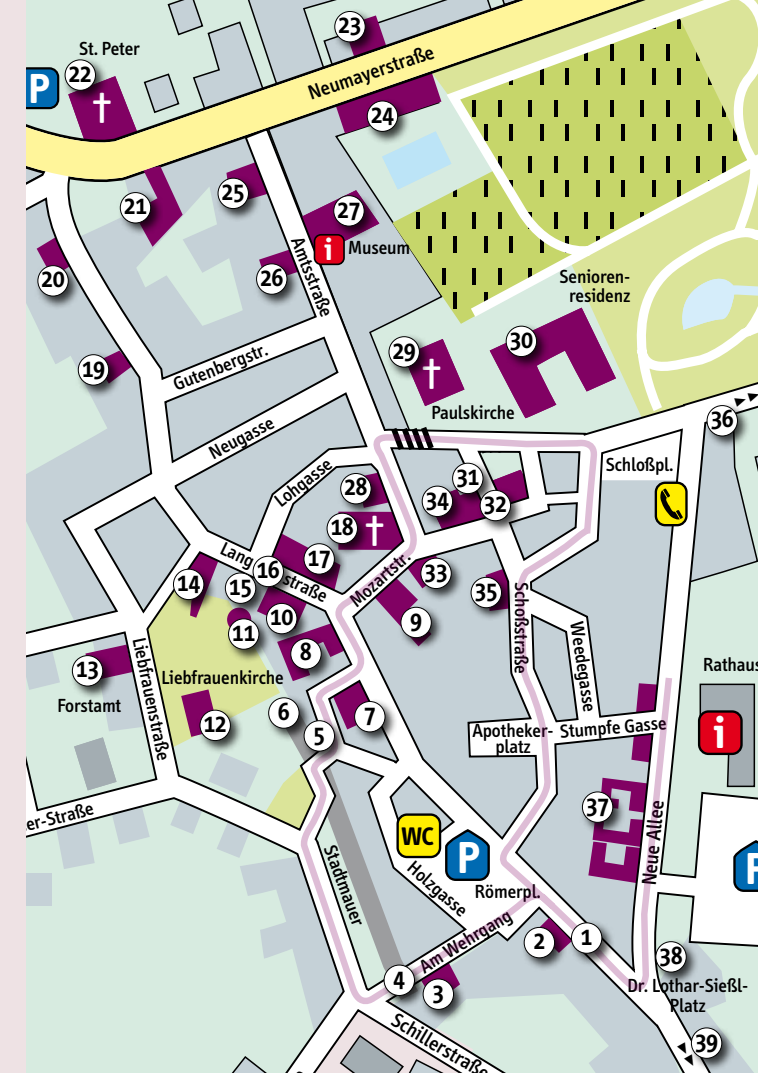 23
St. Peter
22
P
Neumayerstraße
24
25
21
27
i
Museum
Amtsstraße
26
20
Senioren-
residenz
30
29
19
Gutenbergstr.
Paulskirche
36
Neugasse
Schloßpl.
Lohgasse
31
28
34
32
18
17
16
Lang
straße
Mozartstr.
33
14
15
35
10
9
11
Schoßstraße
Weedegasse
8
13
Liebfrauenstraße
Liebfrauenkirche
Rathaus
Forstamt
6
7
12
5
Apotheker-
platz
Stumpfe Gasse
i
37
er-Straße
WC
P
P
Neue Allee
Stadtmauer
Holzgasse
Römerpl.
Am Wehrgang
2
1
38
4
3
Dr. Lothar-Sießl-
Platz
Schillerstraße
39